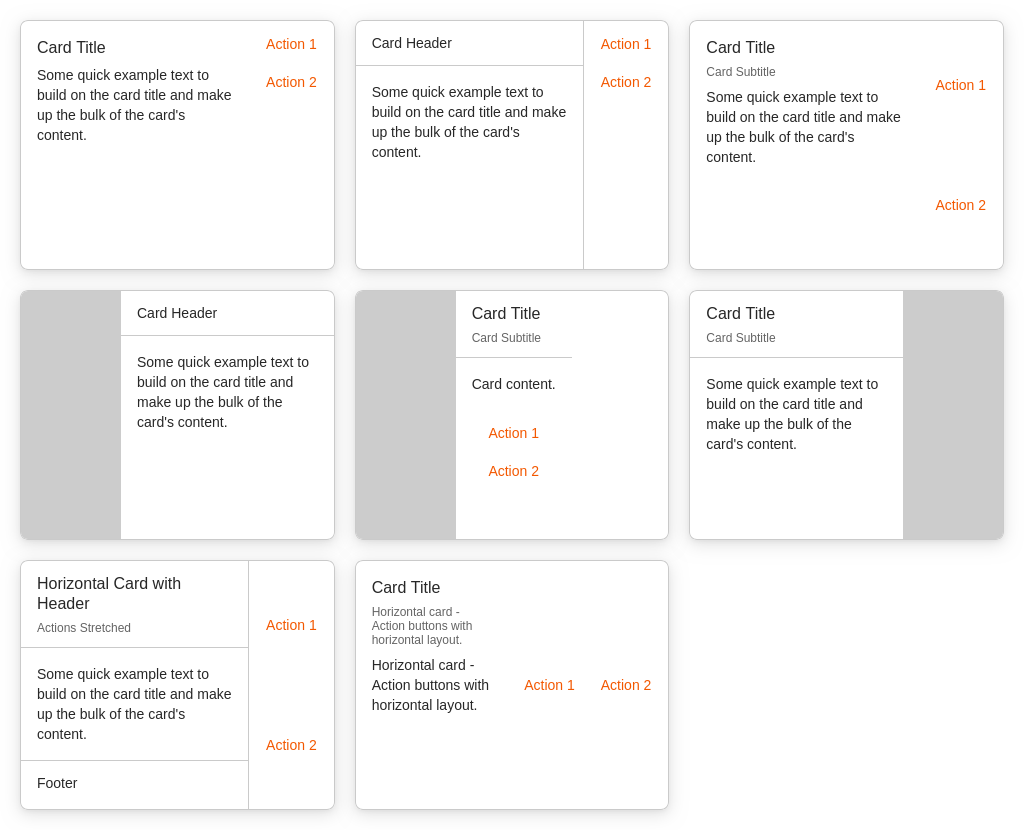 Card Title
Some quick example text to
build on the card title and make
up the bulk of the card's
content.
Action 1
Action 2
Card Header
Some quick example text to
build on the card title and make
up the bulk of the card's
content.
Action 1
Action 2
Card Title
Card Subtitle
Some quick example text to
build on the card title and make
up the bulk of the card's
content.
Action 1
Action 2
Card Header
Some quick example text to
build on the card title and
make up the bulk of the
card's content.
Card Title
Card Subtitle
Card content.
Action 1
Action 2
Card Title
Card Subtitle
Some quick example text to
build on the card title and
make up the bulk of the
card's content.
Horizontal Card with
Header
Actions Stretched
Some quick example text to
build on the card title and make
up the bulk of the card's
content.
Footer
Action 1
Action 2
Card Title
Horizontal card -
Action buttons with
horizontal layout.
Horizontal card -
Action buttons with
horizontal layout.
Action 1 Action 2